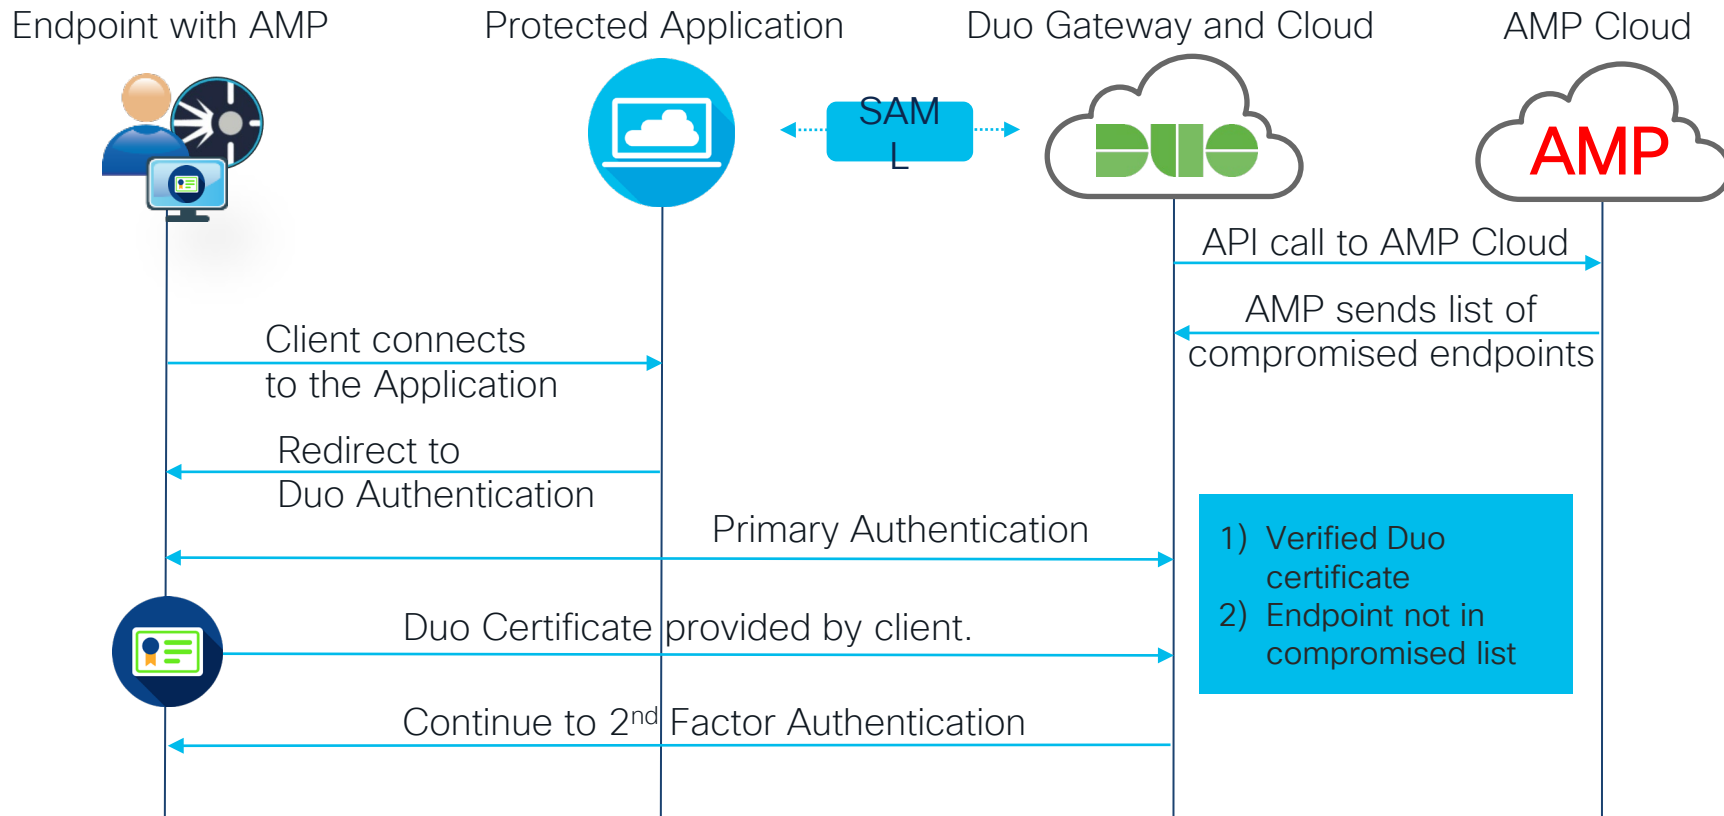 Endpoint with AMP
Protected Application
Duo Gateway and Cloud
AMP Cloud
SAM
L
DUO
AMP
API call to AMP Cloud
AMP sends list of
compromised endpoints
Client connects
to the Application
Redirect to
Duo Authentication
Primary Authentication
1) Verified Duo
certificate
2) Endpoint not in
compromised list
Duo Certificate provided by client.
Continue to 2nd Factor Authentication